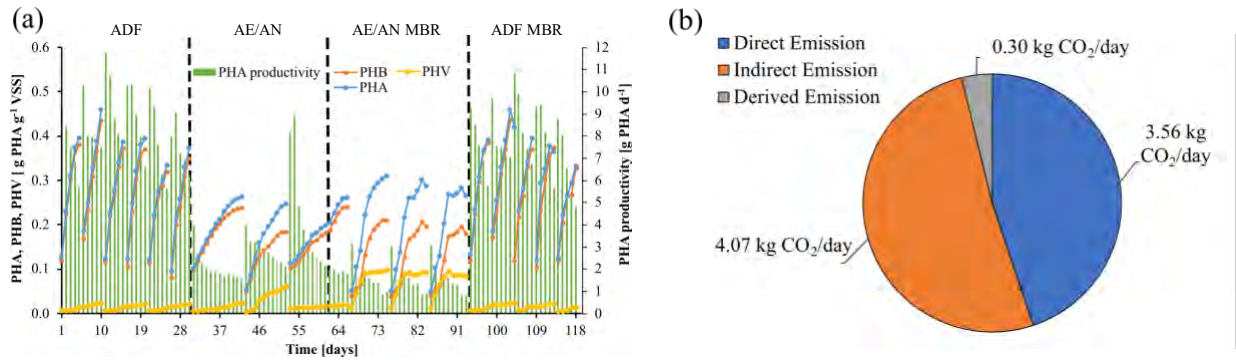 (a)
ADF
AE/AN
AE/AN MBR
ADF MBR
PHA productivity
PHB
PHV
PHA
PHA, PHB, PHV [ g PHA g⁻¹ VSS]
0.6
0.5
0.4
0.3
0.2
0.1
0.0
PHA productivity [g PHA d⁻¹]
12
11
10
9
8
7
6
5
4
3
2
1
0
1 10 19 28 37 46 55 64 73 82 91 100 109 118
Time [days]
(b)
Direct Emission
Indirect Emission
Derived Emission
0.30 kg CO₂/day
3.56 kg
CO₂/day
4.07 kg CO₂/day